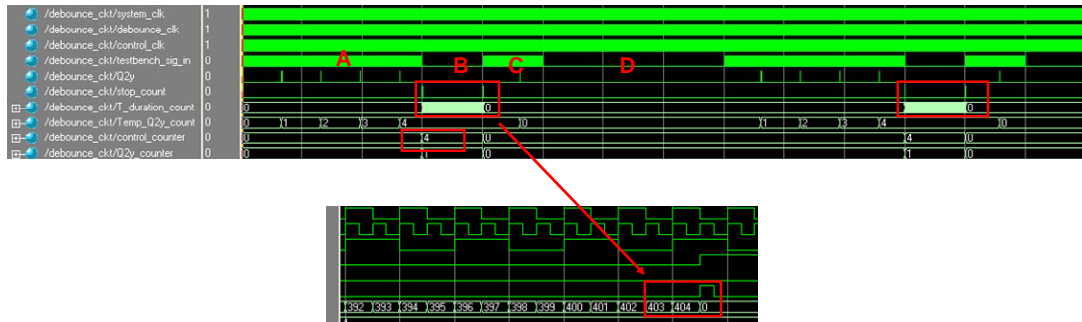 /debounce_ckt/system_clk 1
/debounce_ckt/debounce_clk 1
/debounce_ckt/control_clk 1
/debounce_ckt/testbench_sig_in 0 A B C D
/debounce_ckt/Q2y 0
/debounce_ckt/stop_count 0
/debounce_ckt/T_duration_count 0 0 0 0
/debounce_ckt/Temp_Q2y_count 0 0 1 2 3 4 0 1 2 3 4 0
/debounce_ckt/control_counter 0 0 4 0 4 0
/debounce_ckt/Q2y_counter 0 0 1 0 1 0
392 393 394 395 396 397 398 399 400 401 402 403 404 0